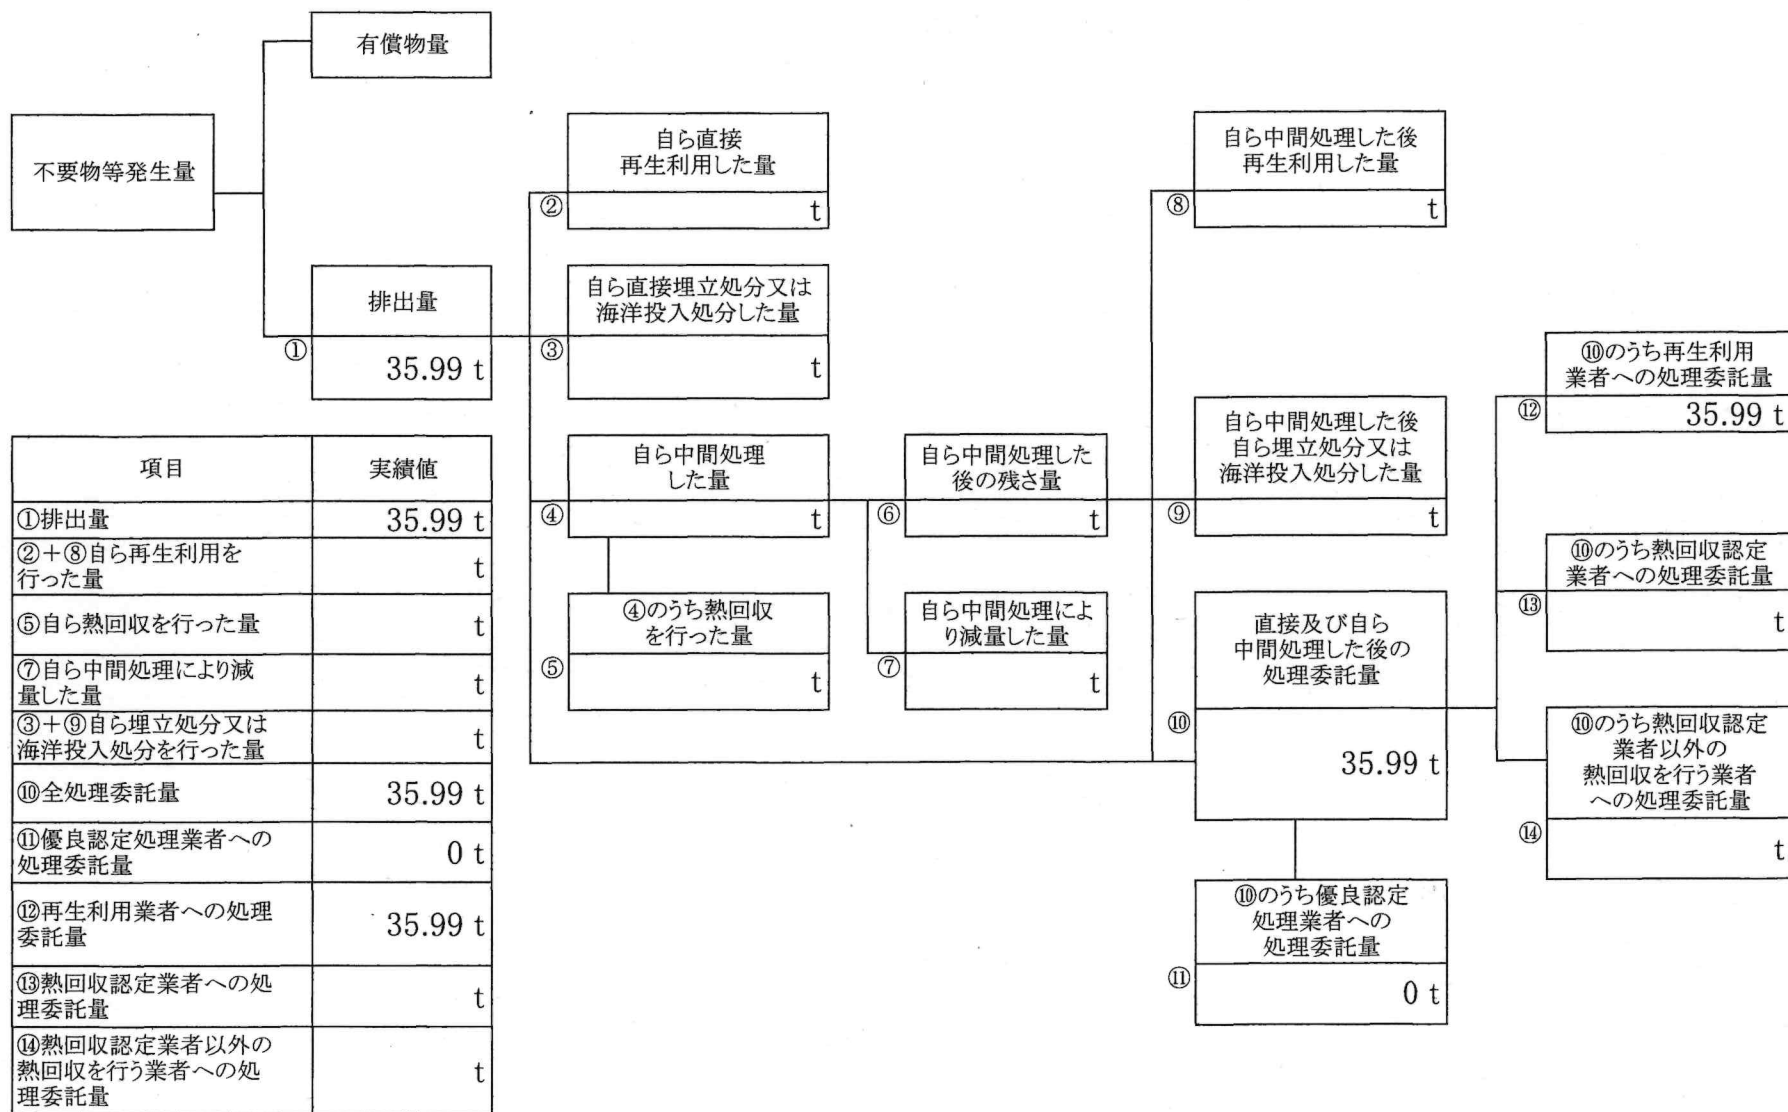 有償物量
不要物等発生量
排出量
①
35.99 t
自ら直接
再生利用した量
②
t
自ら直接埋立処分又は
海洋投入処分した量
③
t
自ら中間処理
した量
④
t
④のうち熱回収
を行った量
⑤
t
自ら中間処理した
後の残さ量
⑥
t
自ら中間処理によ
り減量した量
⑦
t
自ら中間処理した後
再生利用した量
⑧
t
自ら中間処理した後
自ら埋立処分又は
海洋投入処分した量
⑨
t
直接及び自ら
中間処理した後の
処理委託量
⑩
35.99 t
⑩のうち優良認定
処理業者への
処理委託量
⑪
0 t
⑩のうち再生利用
業者への処理委託量
⑫
35.99 t
⑩のうち熱回収認定
業者への処理委託量
⑬
t
⑩のうち熱回収認定
業者以外の
熱回収を行う業者
への処理委託量
⑭
t
項目 実績値
①排出量 35.99 t
②+⑧自ら再生利用を
行った量 t
⑤自ら熱回収を行った量 t
⑦自ら中間処理により減
量した量 t
③+⑨自ら埋立処分又は
海洋投入処分を行った量 t
⑩全処理委託量 35.99 t
⑪優良認定処理業者への
処理委託量 0 t
⑫再生利用業者への処理
委託量 35.99 t
⑬熱回収認定業者への処
理委託量 t
⑭熱回収認定業者以外の
熱回収を行う業者への処
理委託量 t